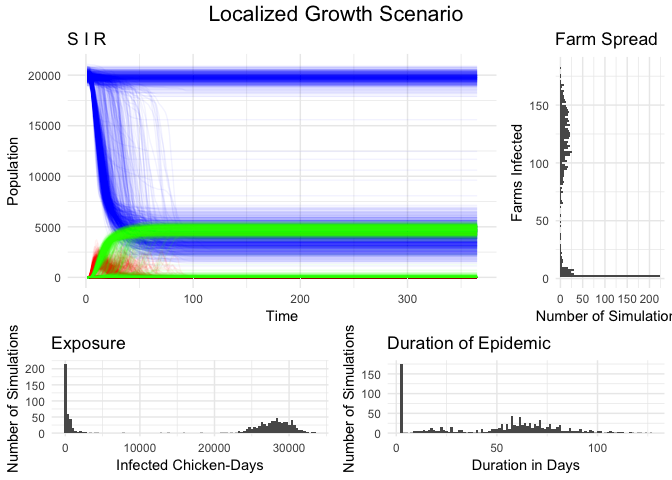 Localized Growth Scenario
S I R
Farm Spread
20000
15000
10000
5000
0
Population
0 100 200 300
Time
150
100
50
0
Farms Infected
0 50 100 150 200
Number of Simulation
Exposure
200
150
100
50
0
Number of Simulations
0 10000 20000 30000
Infected Chicken-Days
Duration of Epidemic
150
100
50
0
Number of Simulations
0 50 100
Duration in Days